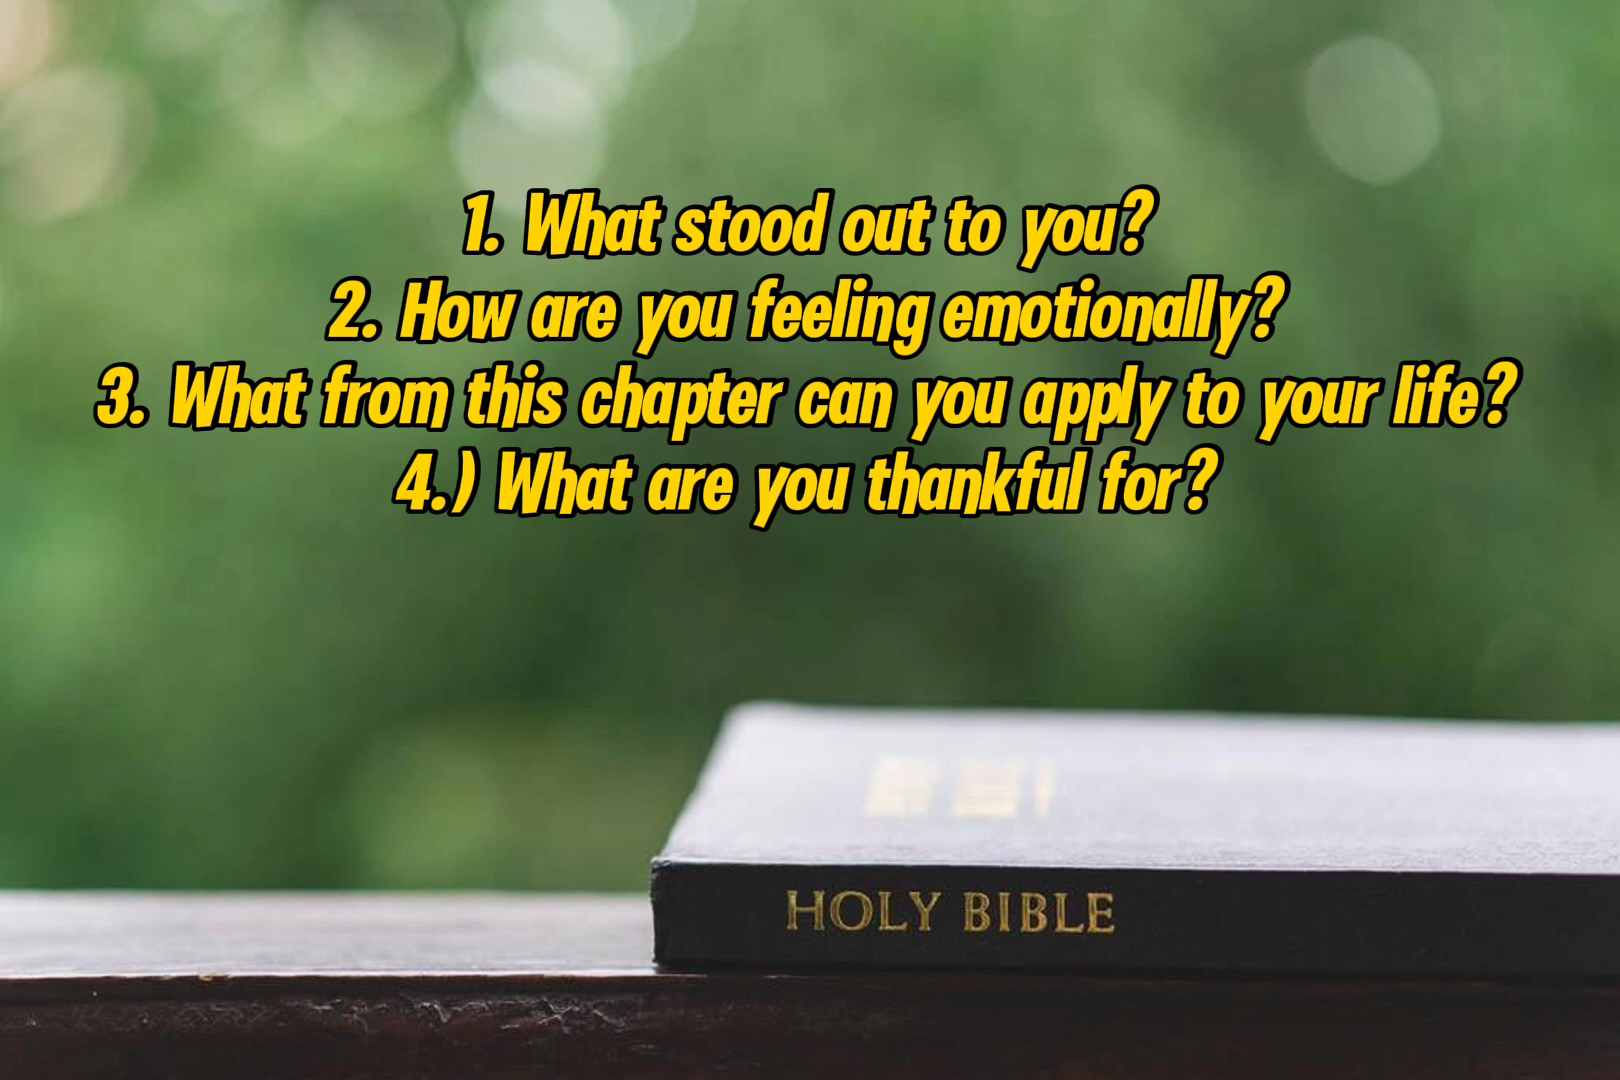 1. What stood out to you?
2. How are you feeling emotionally?
3. What from this chapter can you apply to your life?
4.) What are you thankful for?
HOLY BIBLE